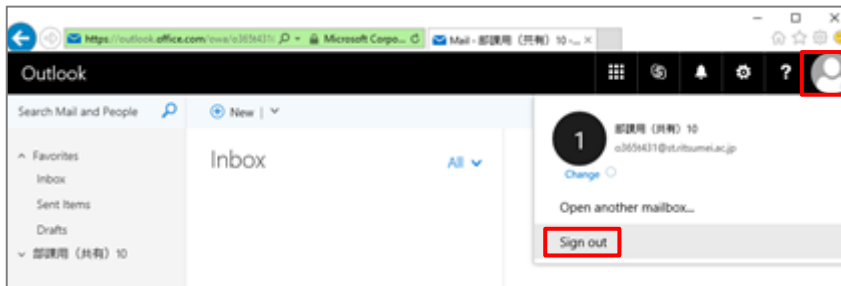 https://outlook.office.com/owa/o365t431@ Microsoft Corpo... Mail - 部課用 (共有) 10 -...
Outlook
?
Search Mail and People
New
Favorites
Inbox
Sent Items
Drafts
部課用 (共有) 10
Inbox
All
1
部課用 (共有) 10
o365t431@st.ritsumei.ac.jp
Change
Open another mailbox...
Sign out